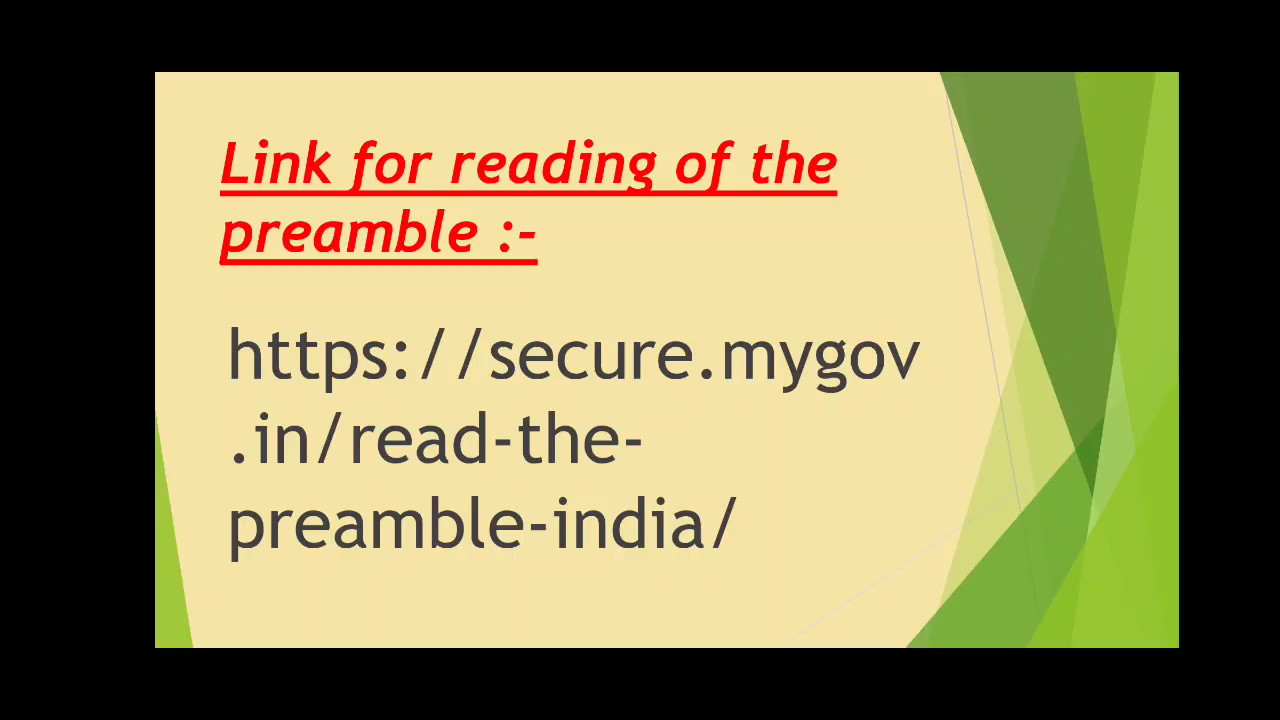 Link for reading of the
preamble :-
https://secure.mygov
.in/read-the-
preamble-india/